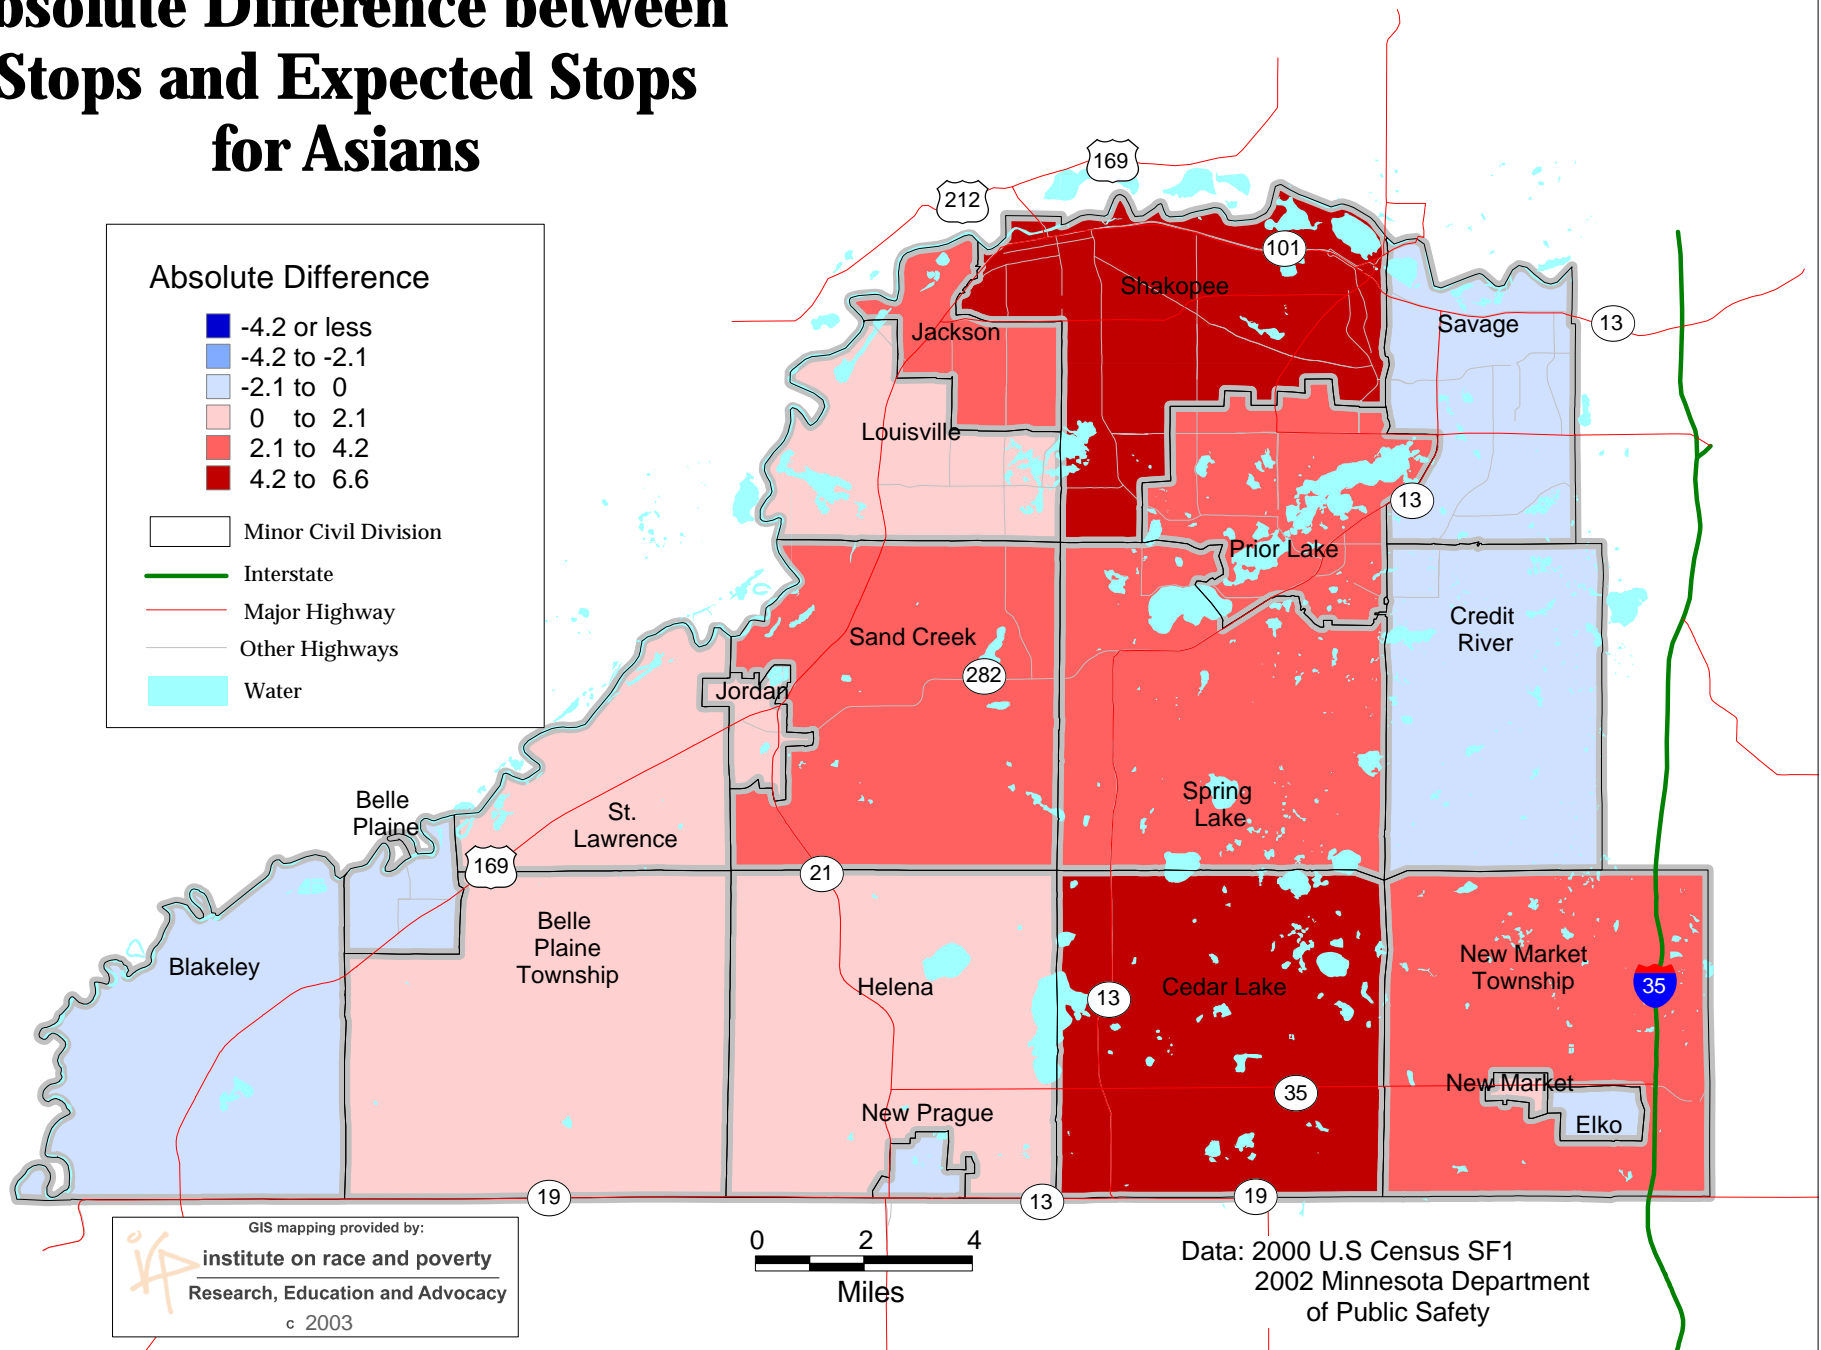 bsolute Difference between
Stops and Expected Stops
for Asians
Absolute Difference
-4.2 or less
-4.2 to -2.1
-2.1 to 0
0 to 2.1
2.1 to 4.2
4.2 to 6.6
Minor Civil Division
Interstate
Major Highway
Other Highways
Water
169
212
101
Shakopee
Jackson
Savage
13
Louisville
13
Prior Lake
Sand Creek
Credit
River
282
Jordan
Spring
Lake
Belle
Plaine
St.
Lawrence
169
21
Belle
Plaine
Township
Blakeley
Helena
13
Cedar Lake
New Market
Township
35
New Market
35
New Prague
Elko
19
13
19
GIS mapping provided by:
institute on race and poverty
Research, Education and Advocacy
c 2003
0 2 4
Miles
Data: 2000 U.S Census SF1
2002 Minnesota Department
of Public Safety